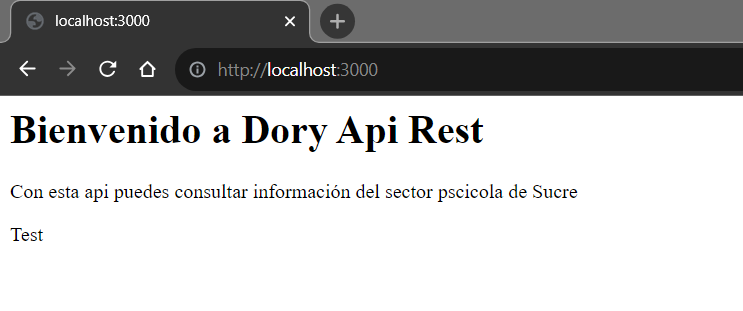 localhost:3000
http://localhost:3000
Bienvenido a Dory Api Rest
Con esta api puedes consultar información del sector pscicola de Sucre
Test